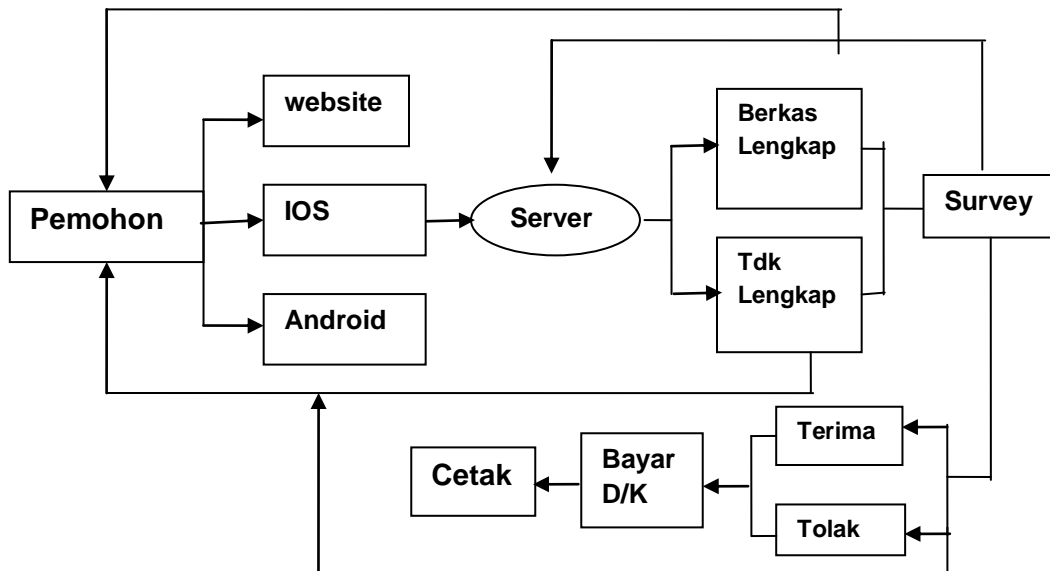 website
Berkas
Lengkap
Pemohon
IOS
Server
Survey
Tdk
Lengkap
Android
Terima
Cetak
Bayar
D/K
Tolak